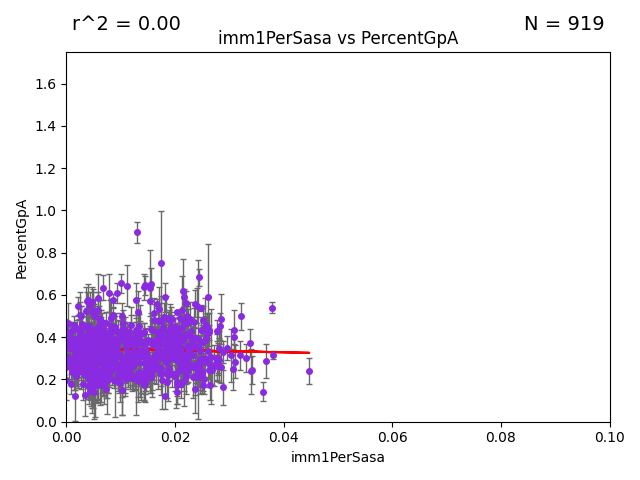 r^2 = 0.00
N = 919
imm1PerSasa vs PercentGpA
1.6
1.4
1.2
1.0
0.8
0.6
0.4
0.2
0.0
PercentGpA
0.00 0.02 0.04 0.06 0.08 0.10
imm1PerSasa